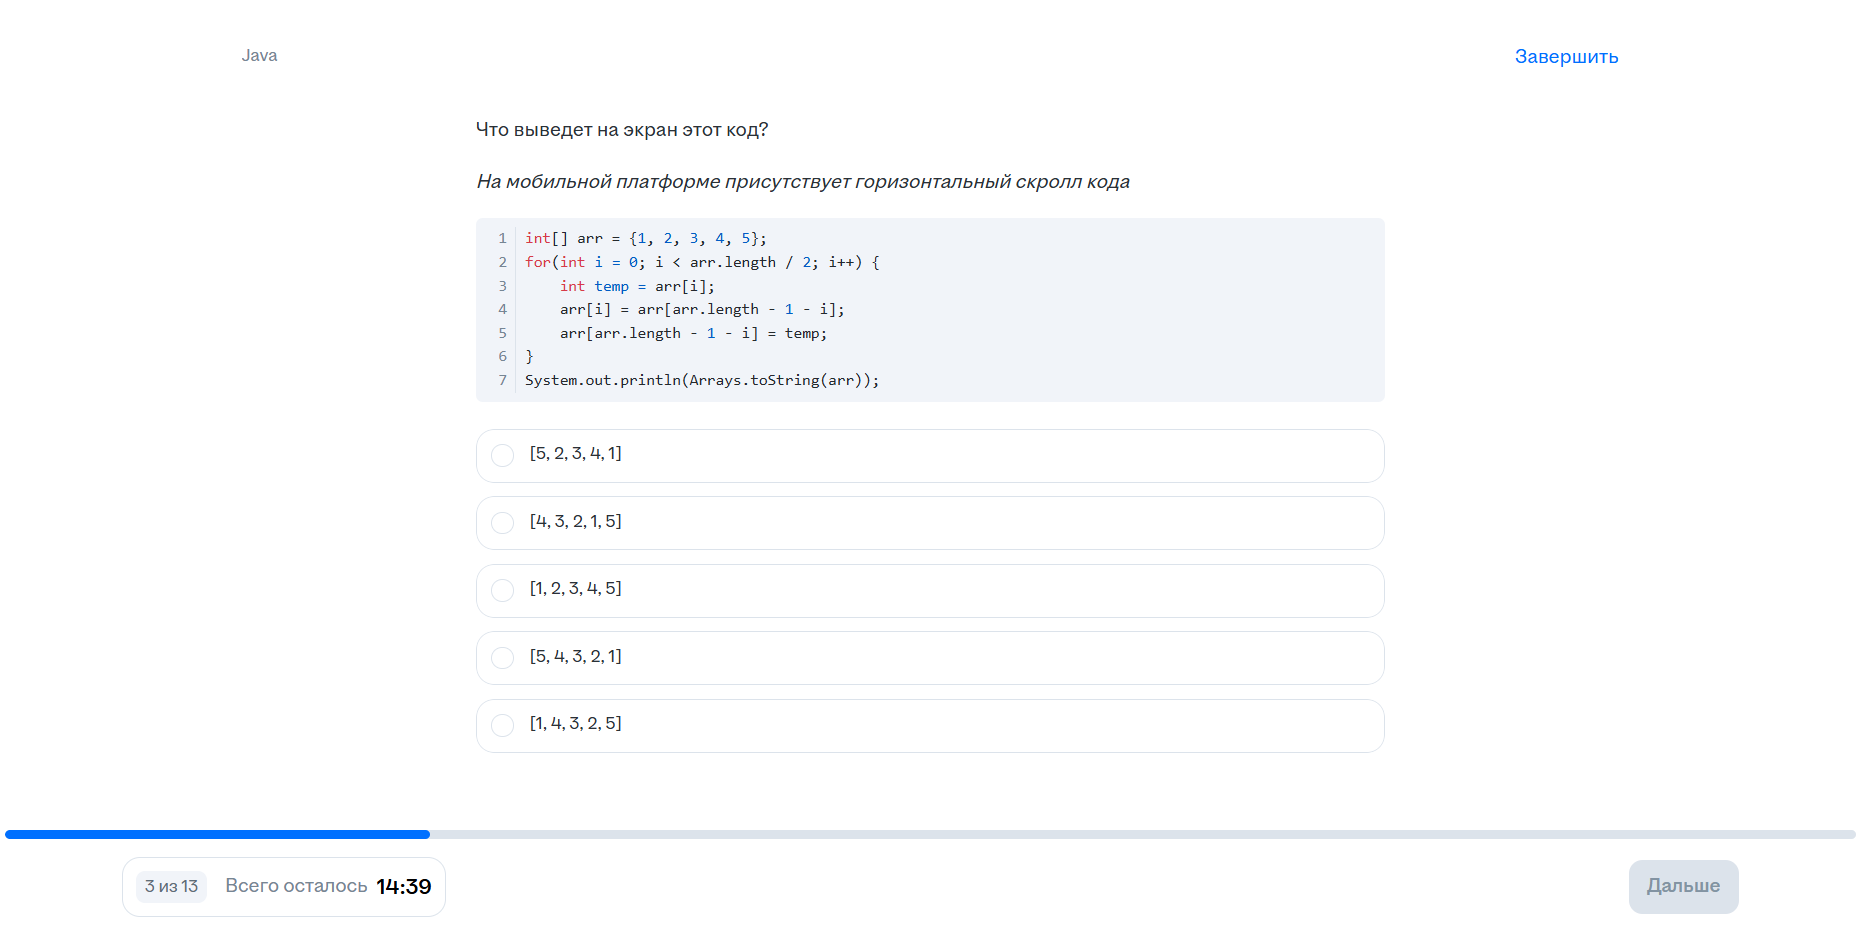 Java
Завершить
Что выведет на экран этот код?
На мобильной платформе присутствует горизонтальный скролл кода
1 int[] arr = {1, 2, 3, 4, 5};
2 for(int i = 0; i < arr.length / 2; i++) {
3     int temp = arr[i];
4     arr[i] = arr[arr.length - 1 - i];
5     arr[arr.length - 1 - i] = temp;
6 }
7 System.out.println(Arrays.toString(arr));
[5, 2, 3, 4, 1]
[4, 3, 2, 1, 5]
[1, 2, 3, 4, 5]
[5, 4, 3, 2, 1]
[1, 4, 3, 2, 5]
3 из 13 Всего осталось 14:39
Дальше